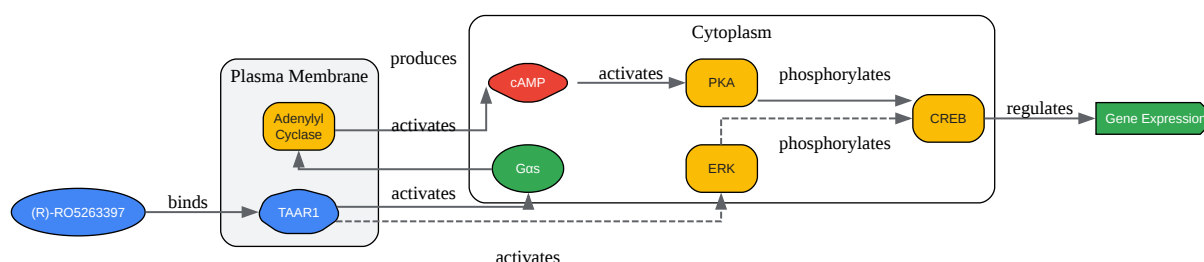 Cytoplasm
produces
Plasma Membrane
cAMP
activates
PKA
phosphorylates
Adenylyl
Cyclase
activates
CREB
regulates
Gene Expression
phosphorylates
Gαs
ERK
activates
binds
(R)-RO5263397
TAAR1
activates